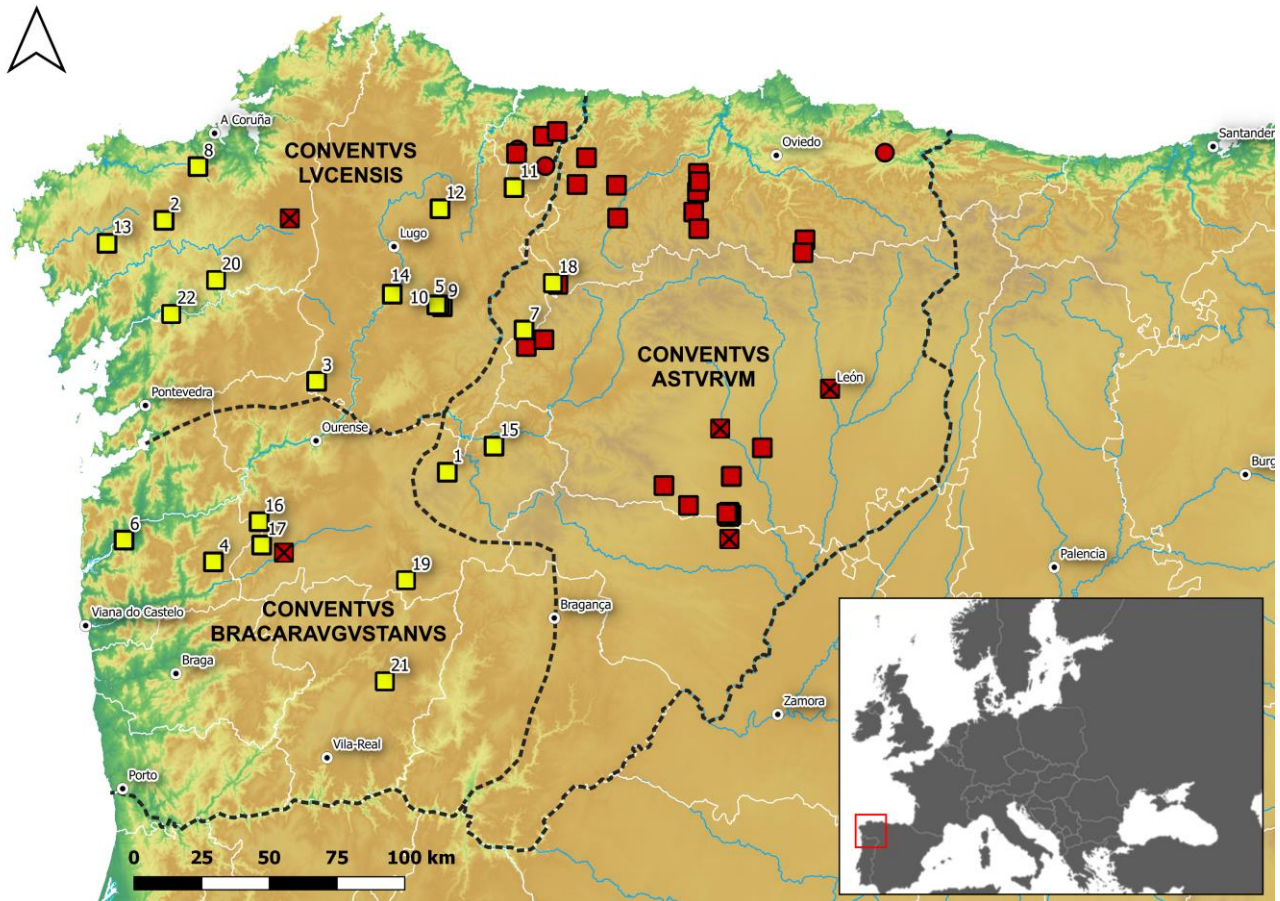 A Coruña
8
CONVENTVS
LVCENSIS
11
Oviedo
Santander
12
2
13
Lugo
20
14
5
9
10
18
22
7
CONVENTVS
ASTVRVM
3
León
Pontevedra
Ourense
15
1
Burg
16
6
17
4
19
Palencia
Viana do Castelo
CONVENTVS
BRACARAVGVSTANVS
Bragança
Braga
21
Zamora
Vila-Real
Porto
0 25 50 75 100 km